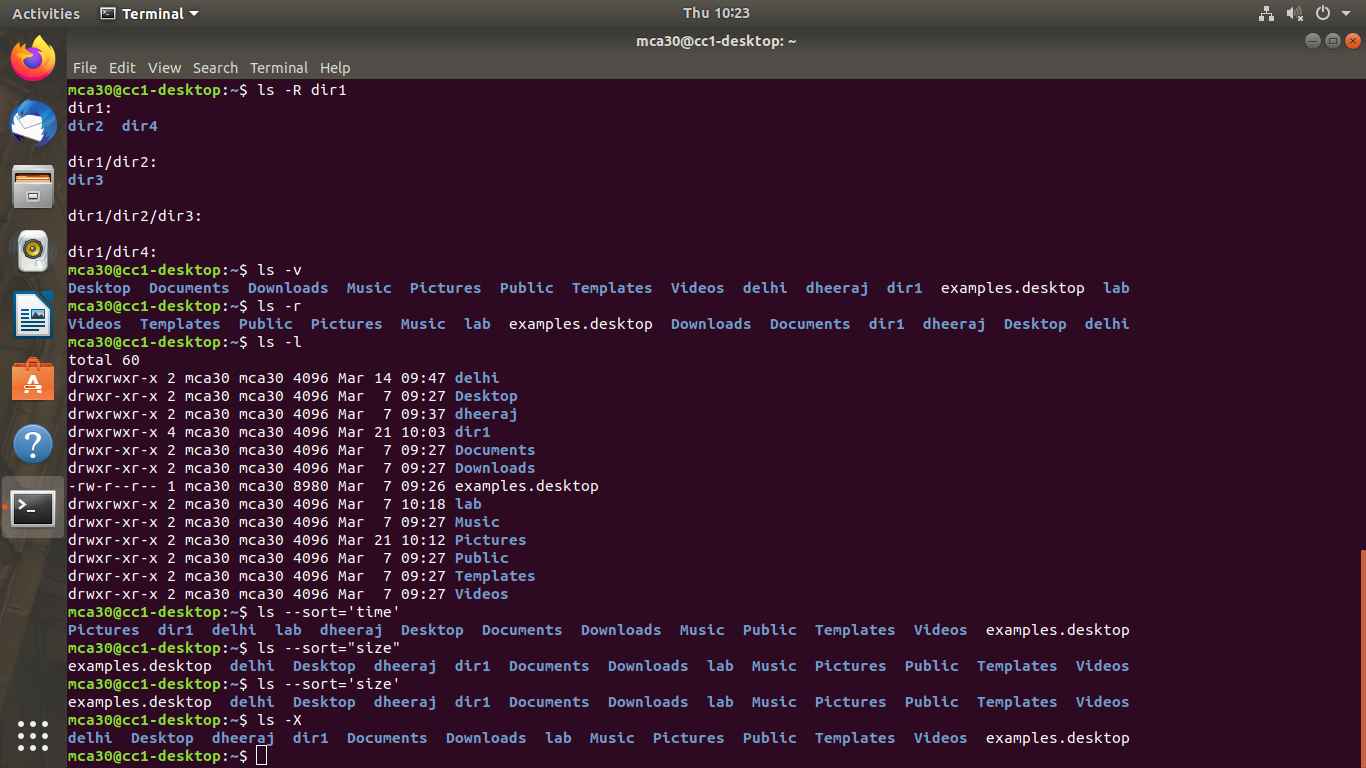 Activities Terminal Thu 10:23
mca30@cc1-desktop: ~
File Edit View Search Terminal Help
mca30@cc1-desktop:~$ ls -R dir1
dir1:
dir2  dir4
dir1/dir2:
dir3
dir1/dir2/dir3:
dir1/dir4:
mca30@cc1-desktop:~$ ls -v
Desktop  Documents  Downloads  Music  Pictures  Public  Templates  Videos  delhi  dheeraj  dir1  examples.desktop  lab
mca30@cc1-desktop:~$ ls -r
Videos  Templates  Public  Pictures  Music  lab  examples.desktop  Downloads  Documents  dir1  dheeraj  Desktop  delhi
mca30@cc1-desktop:~$ ls -l
total 60
drwxrwxr-x 2 mca30 mca30 4096 Mar 14 09:47 delhi
drwxr-xr-x 2 mca30 mca30 4096 Mar  7 09:27 Desktop
drwxrwxr-x 2 mca30 mca30 4096 Mar  7 09:37 dheeraj
drwxrwxr-x 4 mca30 mca30 4096 Mar 21 10:03 dir1
drwxr-xr-x 2 mca30 mca30 4096 Mar  7 09:27 Documents
drwxr-xr-x 2 mca30 mca30 4096 Mar  7 09:27 Downloads
-rw-r--r-- 1 mca30 mca30 8980 Mar  7 09:26 examples.desktop
drwxrwxr-x 2 mca30 mca30 4096 Mar  7 10:18 lab
drwxr-xr-x 2 mca30 mca30 4096 Mar  7 09:27 Music
drwxr-xr-x 2 mca30 mca30 4096 Mar 21 10:12 Pictures
drwxr-xr-x 2 mca30 mca30 4096 Mar  7 09:27 Public
drwxr-xr-x 2 mca30 mca30 4096 Mar  7 09:27 Templates
drwxr-xr-x 2 mca30 mca30 4096 Mar  7 09:27 Videos
mca30@cc1-desktop:~$ ls --sort='time'
Pictures  dir1  delhi  lab  dheeraj  Desktop  Documents  Downloads  Music  Public  Templates  Videos  examples.desktop
mca30@cc1-desktop:~$ ls --sort="size"
examples.desktop  delhi  Desktop  dheeraj  dir1  Documents  Downloads  lab  Music  Pictures  Public  Templates  Videos
mca30@cc1-desktop:~$ ls --sort='size'
examples.desktop  delhi  Desktop  dheeraj  dir1  Documents  Downloads  lab  Music  Pictures  Public  Templates  Videos
mca30@cc1-desktop:~$ ls -X
delhi  Desktop  dheeraj  dir1  Documents  Downloads  lab  Music  Pictures  Public  Templates  Videos  examples.desktop
mca30@cc1-desktop:~$